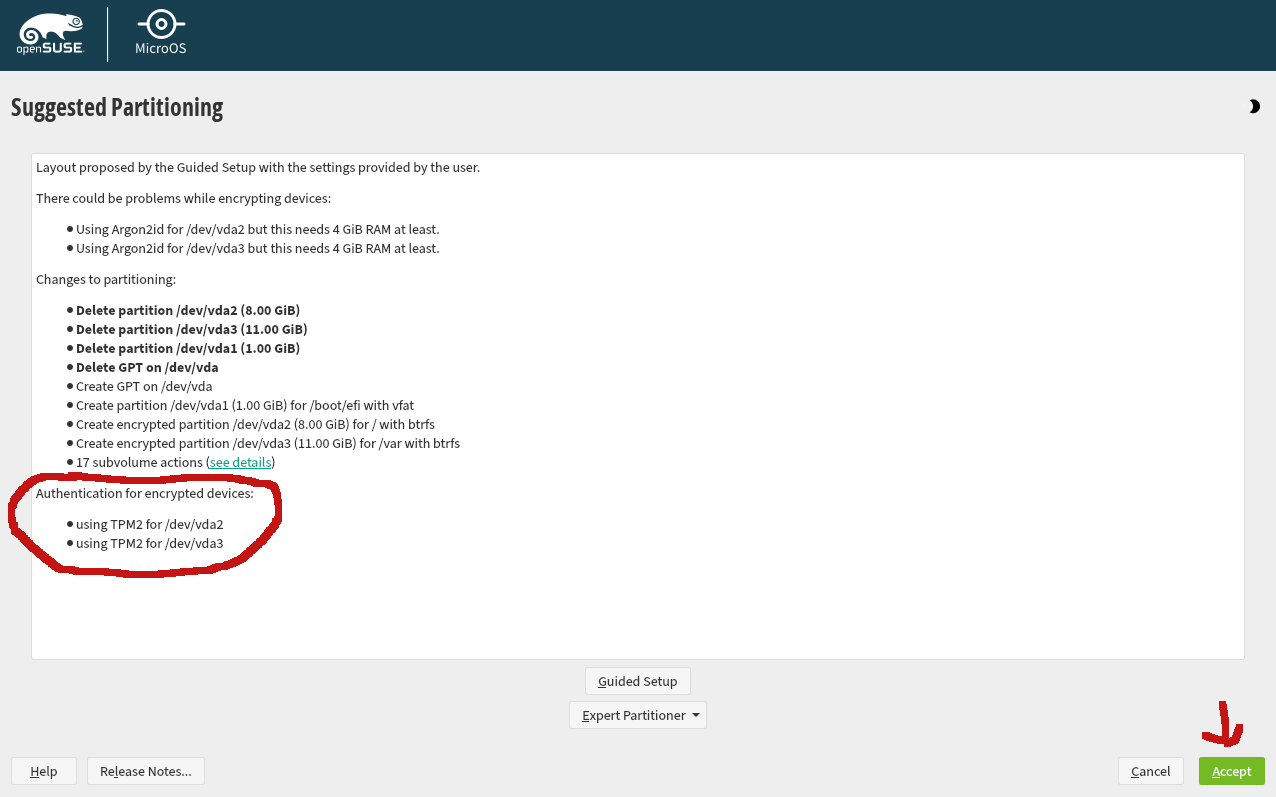 openSUSE
MicroOS
Suggested Partitioning
Layout proposed by the Guided Setup with the settings provided by the user.
There could be problems while encrypting devices:
Using Argon2id for /dev/vda2 but this needs 4 GiB RAM at least.
Using Argon2id for /dev/vda3 but this needs 4 GiB RAM at least.
Changes to partitioning:
Delete partition /dev/vda2 (8.00 GiB)
Delete partition /dev/vda3 (11.00 GiB)
Delete partition /dev/vda1 (1.00 GiB)
Delete GPT on /dev/vda
Create GPT on /dev/vda
Create partition /dev/vda1 (1.00 GiB) for /boot/efi with vfat
Create encrypted partition /dev/vda2 (8.00 GiB) for / with btrfs
Create encrypted partition /dev/vda3 (11.00 GiB) for /var with btrfs
17 subvolume actions (see details)
Authentication for encrypted devices:
using TPM2 for /dev/vda2
using TPM2 for /dev/vda3
Guided Setup
Expert Partitioner
Help
Release Notes...
Cancel
Accept